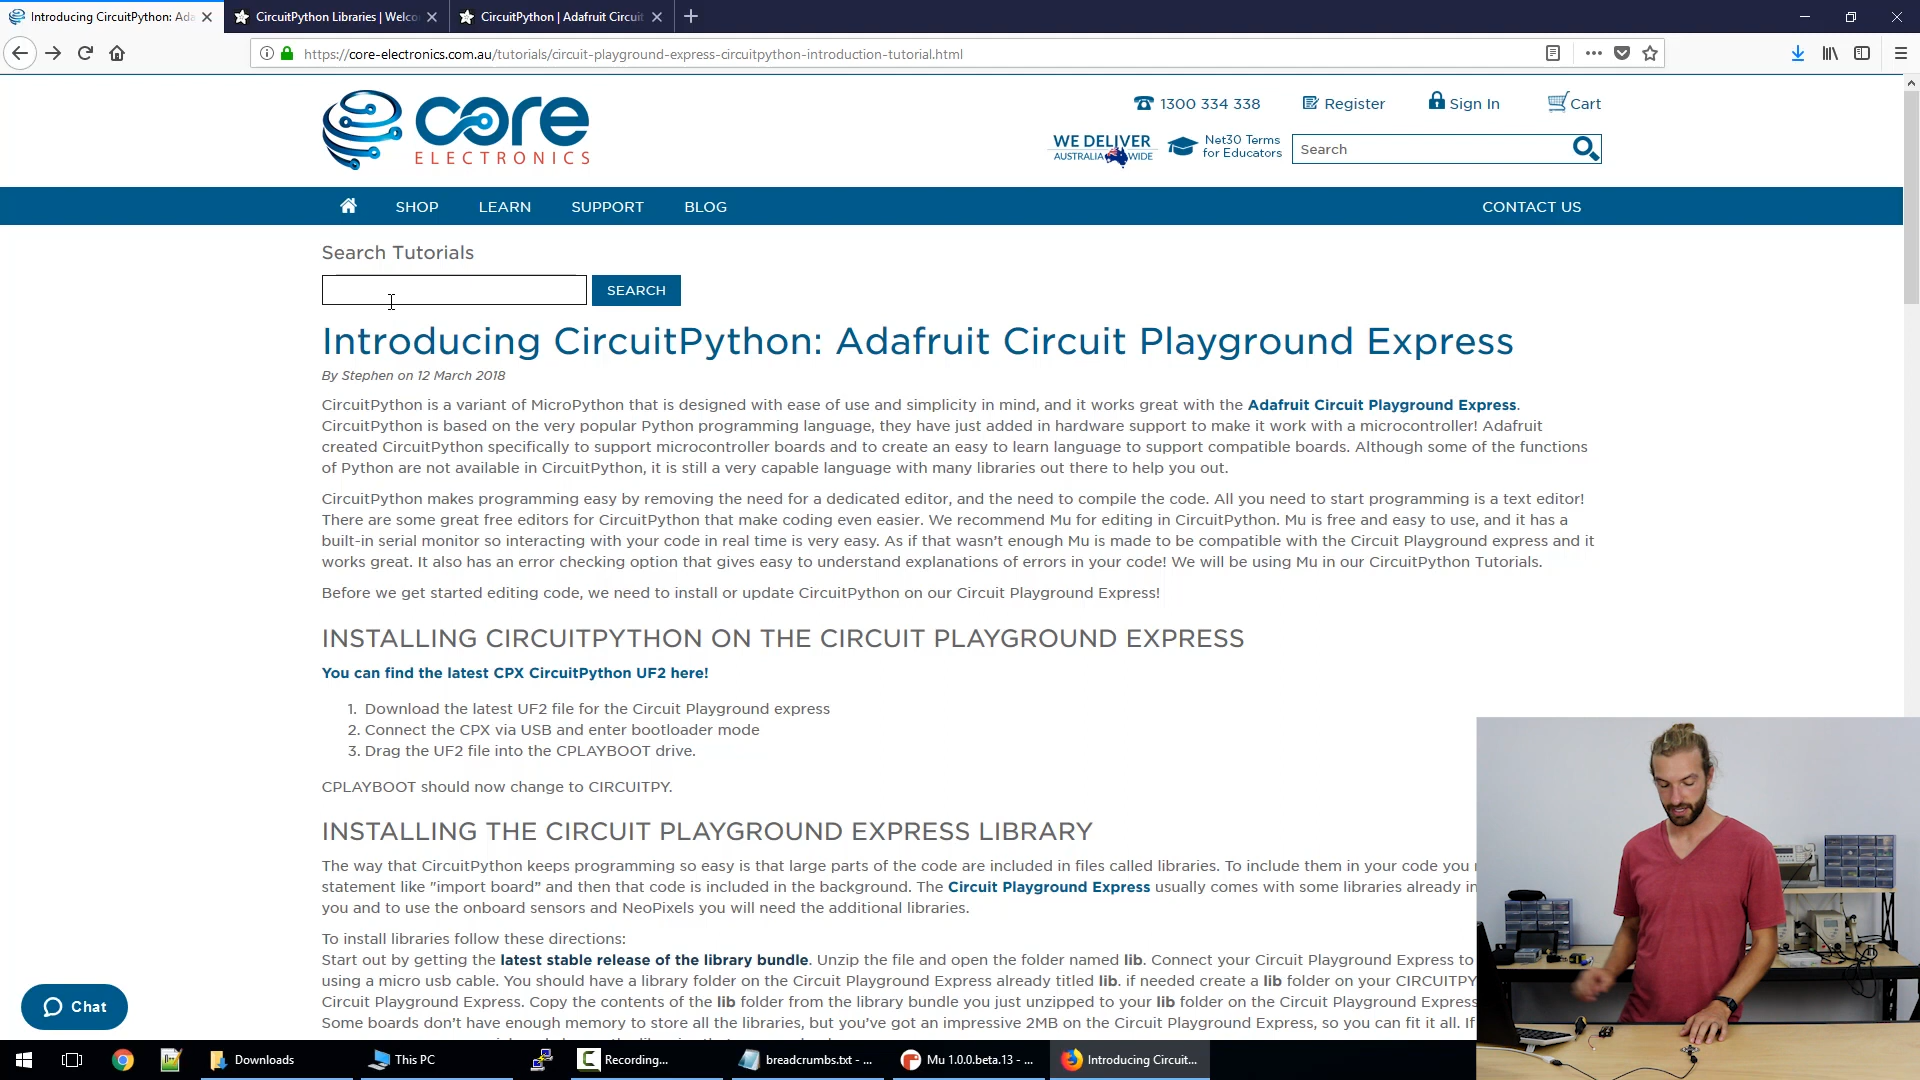 Introducing CircuitPython: Ada
CircuitPython Libraries | Welco
CircuitPython | Adafruit Circuit
https://core-electronics.com.au/tutorials/circuit-playground-express-circuitpython-introduction-tutorial.html
core
ELECTRONICS
1300 334 338
Register
Sign In
Cart
WE DELIVER
AUSTRALIA WIDE
Net30 Terms
for Educators
Search
SHOP
LEARN
SUPPORT
BLOG
CONTACT US
Search Tutorials
SEARCH
Introducing CircuitPython: Adafruit Circuit Playground Express
By Stephen on 12 March 2018
CircuitPython is a variant of MicroPython that is designed with ease of use and simplicity in mind, and it works great with the Adafruit Circuit Playground Express.
CircuitPython is based on the very popular Python programming language, they have just added in hardware support to make it work with a microcontroller! Adafruit
created CircuitPython specifically to support microcontroller boards and to create an easy to learn language to support compatible boards. Although some of the functions
of Python are not available in CircuitPython, it is still a very capable language with many libraries out there to help you out.
CircuitPython makes programming easy by removing the need for a dedicated editor, and the need to compile the code. All you need to start programming is a text editor!
There are some great free editors for CircuitPython that make coding even easier. We recommend Mu for editing in CircuitPython. Mu is free and easy to use, and it has a
built-in serial monitor so interacting with your code in real time is very easy. As if that wasn't enough Mu is made to be compatible with the Circuit Playground express and it
works great. It also has an error checking option that gives easy to understand explanations of errors in your code! We will be using Mu in our CircuitPython Tutorials.
Before we get started editing code, we need to install or update CircuitPython on our Circuit Playground Express!
INSTALLING CIRCUITPYTHON ON THE CIRCUIT PLAYGROUND EXPRESS
You can find the latest CPX CircuitPython UF2 here!
1. Download the latest UF2 file for the Circuit Playground express
2. Connect the CPX via USB and enter bootloader mode
3. Drag the UF2 file into the CPLAYBOOT drive.
CPLAYBOOT should now change to CIRCUITPY.
INSTALLING THE CIRCUIT PLAYGROUND EXPRESS LIBRARY
The way that CircuitPython keeps programming so easy is that large parts of the code are included in files called libraries. To include them in your code you
statement like "import board" and then that code is included in the background. The Circuit Playground Express usually comes with some libraries already in
you and to use the onboard sensors and NeoPixels you will need the additional libraries.
To install libraries follow these directions:
Start out by getting the latest stable release of the library bundle. Unzip the file and open the folder named lib. Connect your Circuit Playground Express to
using a micro usb cable. You should have a library folder on the Circuit Playground Express already titled lib. if needed create a lib folder on your CIRCUITPY
Circuit Playground Express. Copy the contents of the lib folder from the library bundle you just unzipped to your lib folder on the Circuit Playground Express
Some boards don't have enough memory to store all the libraries, but you've got an impressive 2MB on the Circuit Playground Express, so you can fit it all. If
Chat
Downloads
This PC
Recording...
breadcrumbs.txt - ...
Mu 1.0.0.beta.13 - ...
Introducing Circuit...